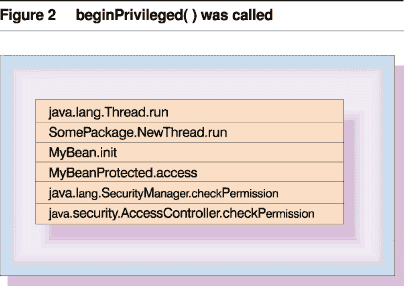 Figure 2 beginPrivileged( ) was called
java.lang.Thread.run
SomePackage.NewThread.run
MyBean.init
MyBeanProtected.access
java.lang.SecurityManager.checkPermission
java.security.AccessController.checkPermission